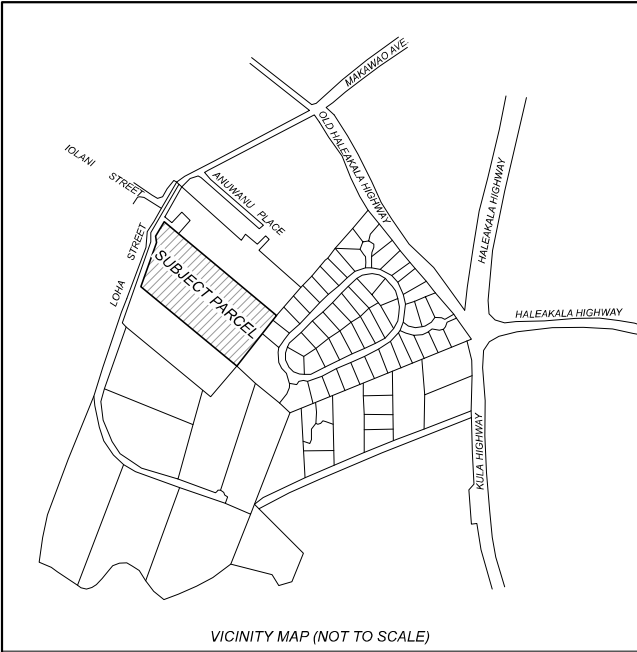 MAKAWAO AVE.
OLD HALEAKALA HIGHWAY
IOLANI
STREET
ANUWANU PLACE
HALEAKALA HIGHWAY
LOHA
STREET
SUBJECT PARCEL
HALEAKALA HIGHWAY
KULA HIGHWAY
VICINITY MAP (NOT TO SCALE)